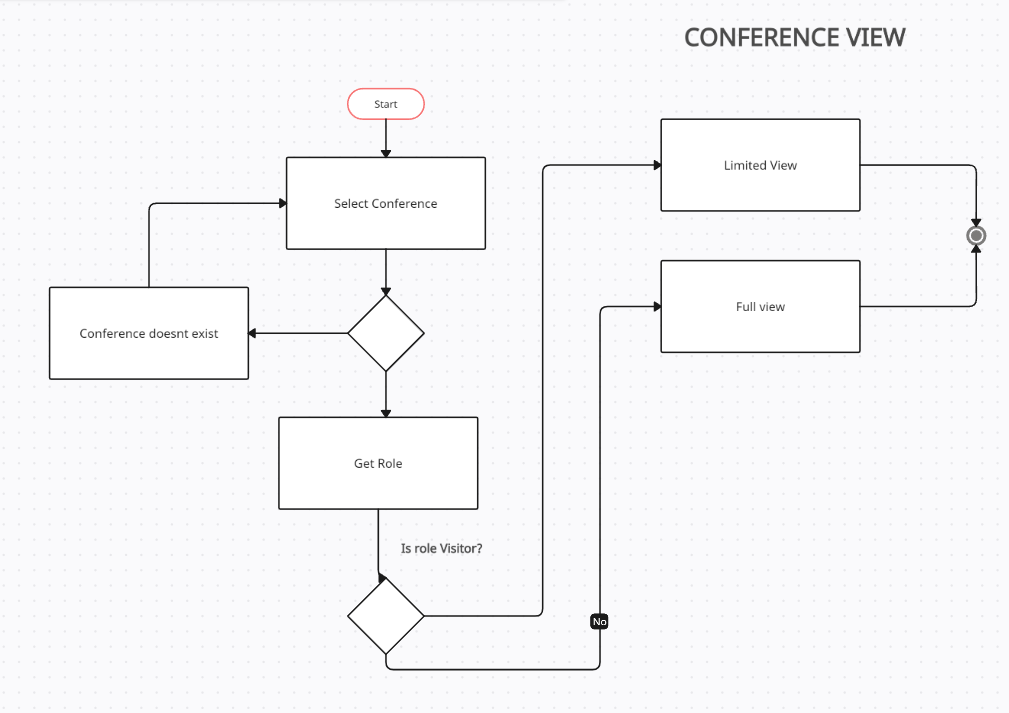 CONFERENCE VIEW
Start
Select Conference
Limited View
Conference doesnt exist
Full view
Get Role
Is role Visitor?
No